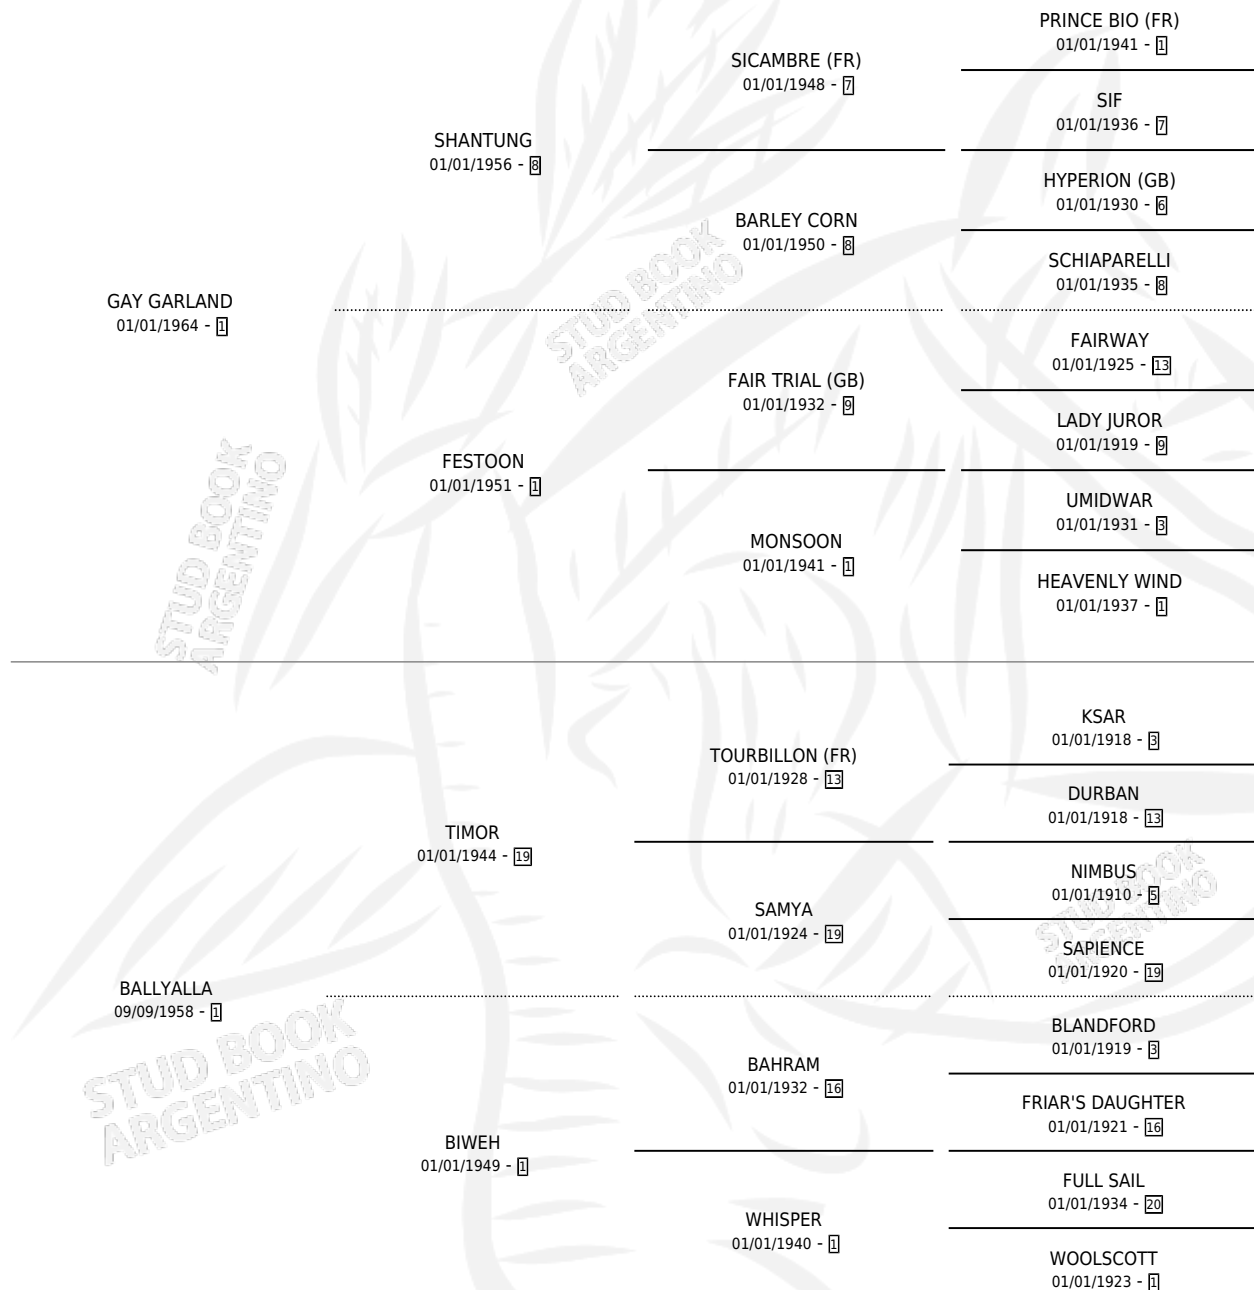 PRINCE BIO (FR)
01/01/1941 - 1
SICAMBRE (FR)
01/01/1948 - 7
SIF
01/01/1936 - 7
SHANTUNG
01/01/1956 - 8
HYPERION (GB)
01/01/1930 - 6
BARLEY CORN
01/01/1950 - 8
SCHIAPARELLI
01/01/1935 - 8
GAY GARLAND
01/01/1964 - 1
FAIRWAY
01/01/1925 - 13
FAIR TRIAL (GB)
01/01/1932 - 9
LADY JUROR
01/01/1919 - 9
FESTOON
01/01/1951 - 1
UMIDWAR
01/01/1931 - 3
MONSOON
01/01/1941 - 1
HEAVENLY WIND
01/01/1937 - 1
KSAR
01/01/1918 - 3
TOURBILLON (FR)
01/01/1928 - 13
DURBAN
01/01/1918 - 13
TIMOR
01/01/1944 - 19
NIMBUS
01/01/1910 - 5
SAMYA
01/01/1924 - 19
SAPIENCE
01/01/1920 - 19
BALLYALLA
09/09/1958 - 1
BLANDFORD
01/01/1919 - 3
BAHRAM
01/01/1932 - 16
FRIAR'S DAUGHTER
01/01/1921 - 16
BIWEH
01/01/1949 - 1
FULL SAIL
01/01/1934 - 20
WHISPER
01/01/1940 - 1
WOOLSCOTT
01/01/1923 - 1
STUD BOOK
ARGENTINO
STUD BOOK
ARGENTINO
STUD BOOK
ARGENTINO
STUD BOOK
ARGENTINO